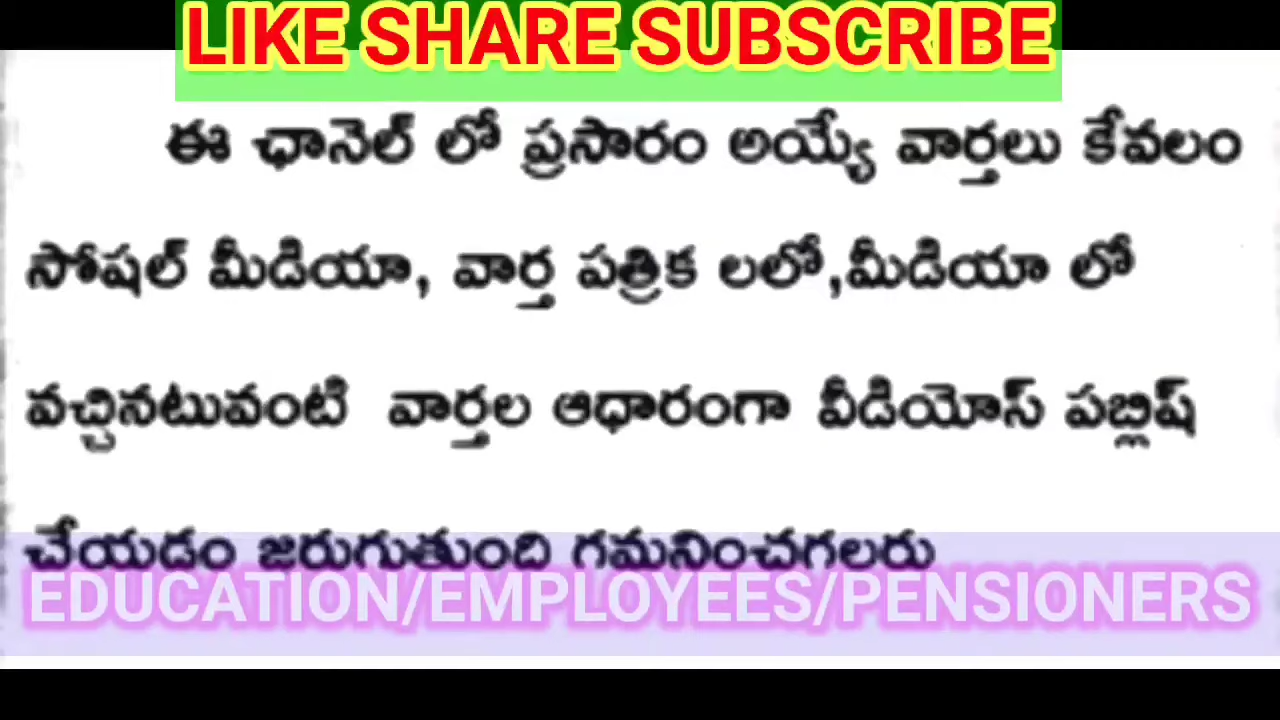 LIKE SHARE SUBSCRIBE
ఈ ఛానెల్ లో ప్రసారం అయ్యే వార్తలు కేవలం
సోషల్ మీడియా, వార్త పత్రిక లలో,మీడియా లో
వచ్చినటువంటి వార్తల ఆధారంగా వీడియోస్ పబ్లిష్
చేయడం జరుగుతుంది గమనించగలరు
EDUCATION/EMPLOYEES/PENSIONERS